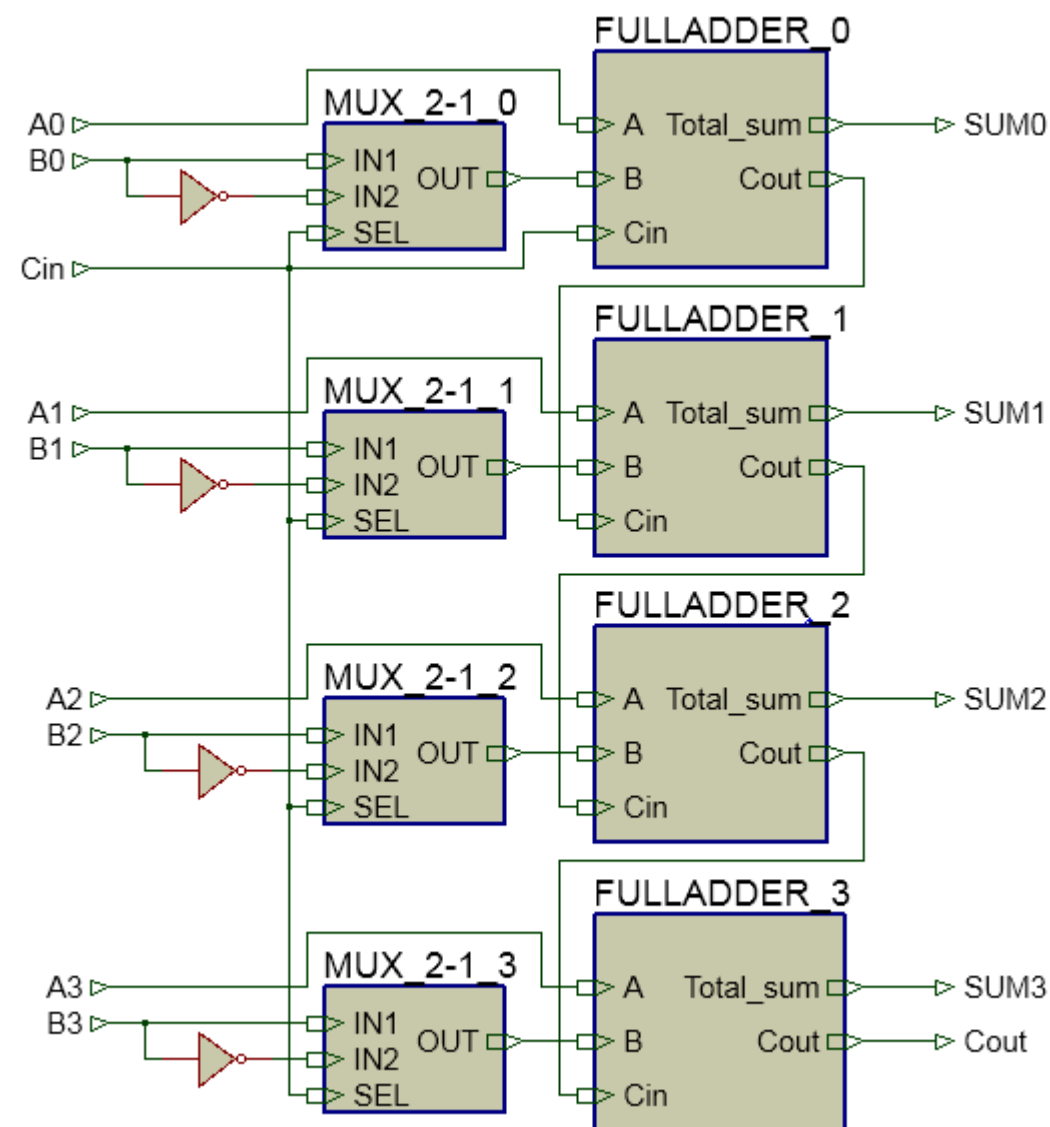 FULLADDER_0
MUX_2-1_0
A0
A Total_sum
SUM0
B0
IN1
OUT
B Cout
IN2
SEL
Cin
Cin
FULLADDER_1
MUX_2-1_1
A1
A Total_sum
SUM1
B1
IN1
OUT
B Cout
IN2
SEL
Cin
FULLADDER_2
MUX_2-1_2
A2
A Total_sum
SUM2
B2
IN1
OUT
B Cout
IN2
SEL
Cin
FULLADDER_3
MUX_2-1_3
A3
A Total_sum
SUM3
B3
IN1
OUT
B Cout
Cout
IN2
SEL
Cin